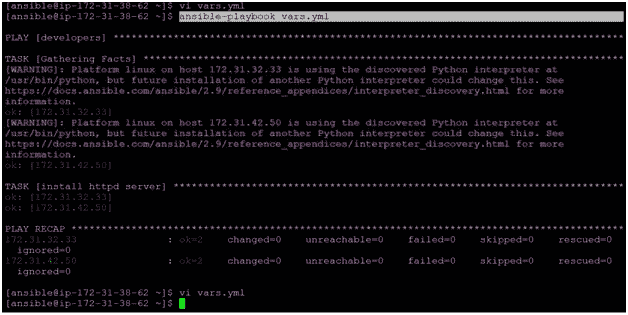 [ansible@ip-172-31-38-62 ~]$ vi vars.yml
[ansible@ip-172-31-38-62 ~]$ ansible-playbook vars.yml
PLAY [developers] ***************************************************************************
TASK [Gathering Facts] **********************************************************************
[WARNING]: Platform linux on host 172.31.32.33 is using the discovered Python interpreter at
/usr/bin/python, but future installation of another Python interpreter could change this. See
https://docs.ansible.com/ansible/2.9/reference_appendices/interpreter_discovery.html for more
information.
ok: [172.31.32.33]
[WARNING]: Platform linux on host 172.31.42.50 is using the discovered Python interpreter at
/usr/bin/python, but future installation of another Python interpreter could change this. See
https://docs.ansible.com/ansible/2.9/reference_appendices/interpreter_discovery.html for more
information.
ok: [172.31.42.50]
TASK [install httpd server] *****************************************************************
ok: [172.31.32.33]
ok: [172.31.42.50]
PLAY RECAP **********************************************************************************
172.31.32.33 : ok=2 changed=0 unreachable=0 failed=0 skipped=0 rescued=0
ignored=0
172.31.42.50 : ok=2 changed=0 unreachable=0 failed=0 skipped=0 rescued=0
ignored=0
[ansible@ip-172-31-38-62 ~]$ vi vars.yml
[ansible@ip-172-31-38-62 ~]$